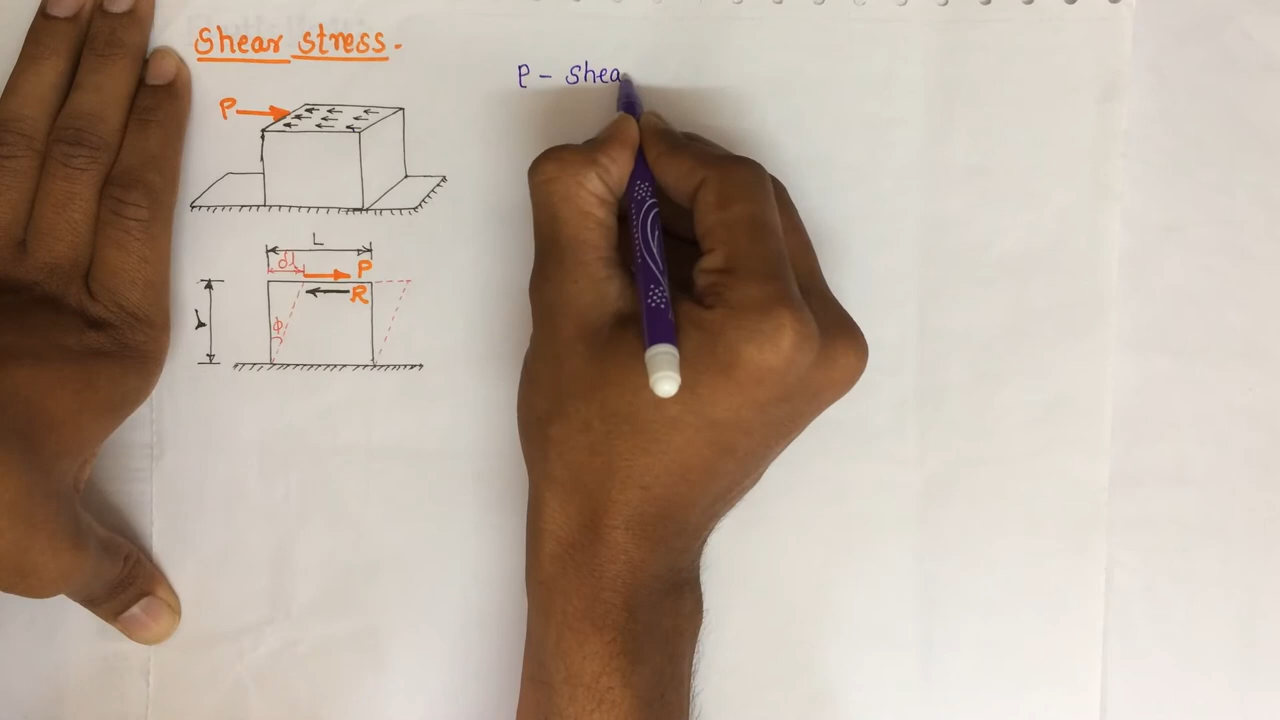 Shear stress.
P - Shea
P
L
dl
P
R
φ